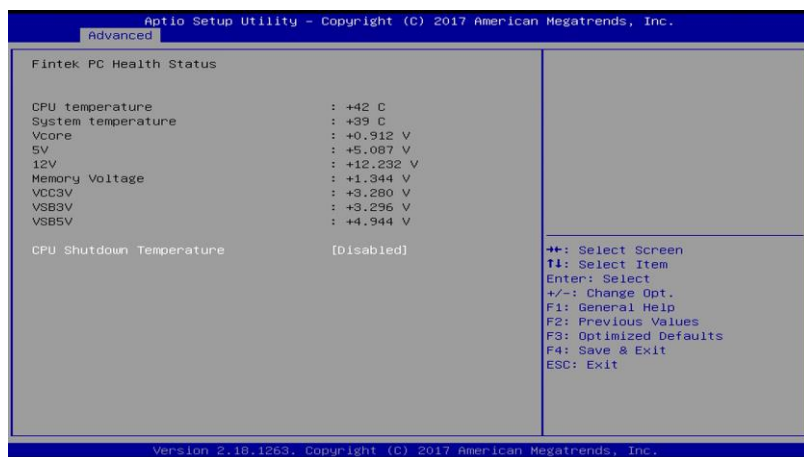 Aptio Setup Utility – Copyright (C) 2017 American Megatrends, Inc.
Advanced
Fintek PC Health Status
CPU temperature : +42 C
System temperature : +39 C
Vcore : +0.912 V
5V : +5.087 V
12V : +12.232 V
Memory Voltage : +1.344 V
VCC3V : +3.280 V
VSB3V : +3.296 V
VSB5V : +4.944 V
CPU Shutdown Temperature [Disabled]
→←: Select Screen
↑↓: Select Item
Enter: Select
+/-: Change Opt.
F1: General Help
F2: Previous Values
F3: Optimized Defaults
F4: Save & Exit
ESC: Exit
Version 2.18.1263. Copyright (C) 2017 American Megatrends, Inc.